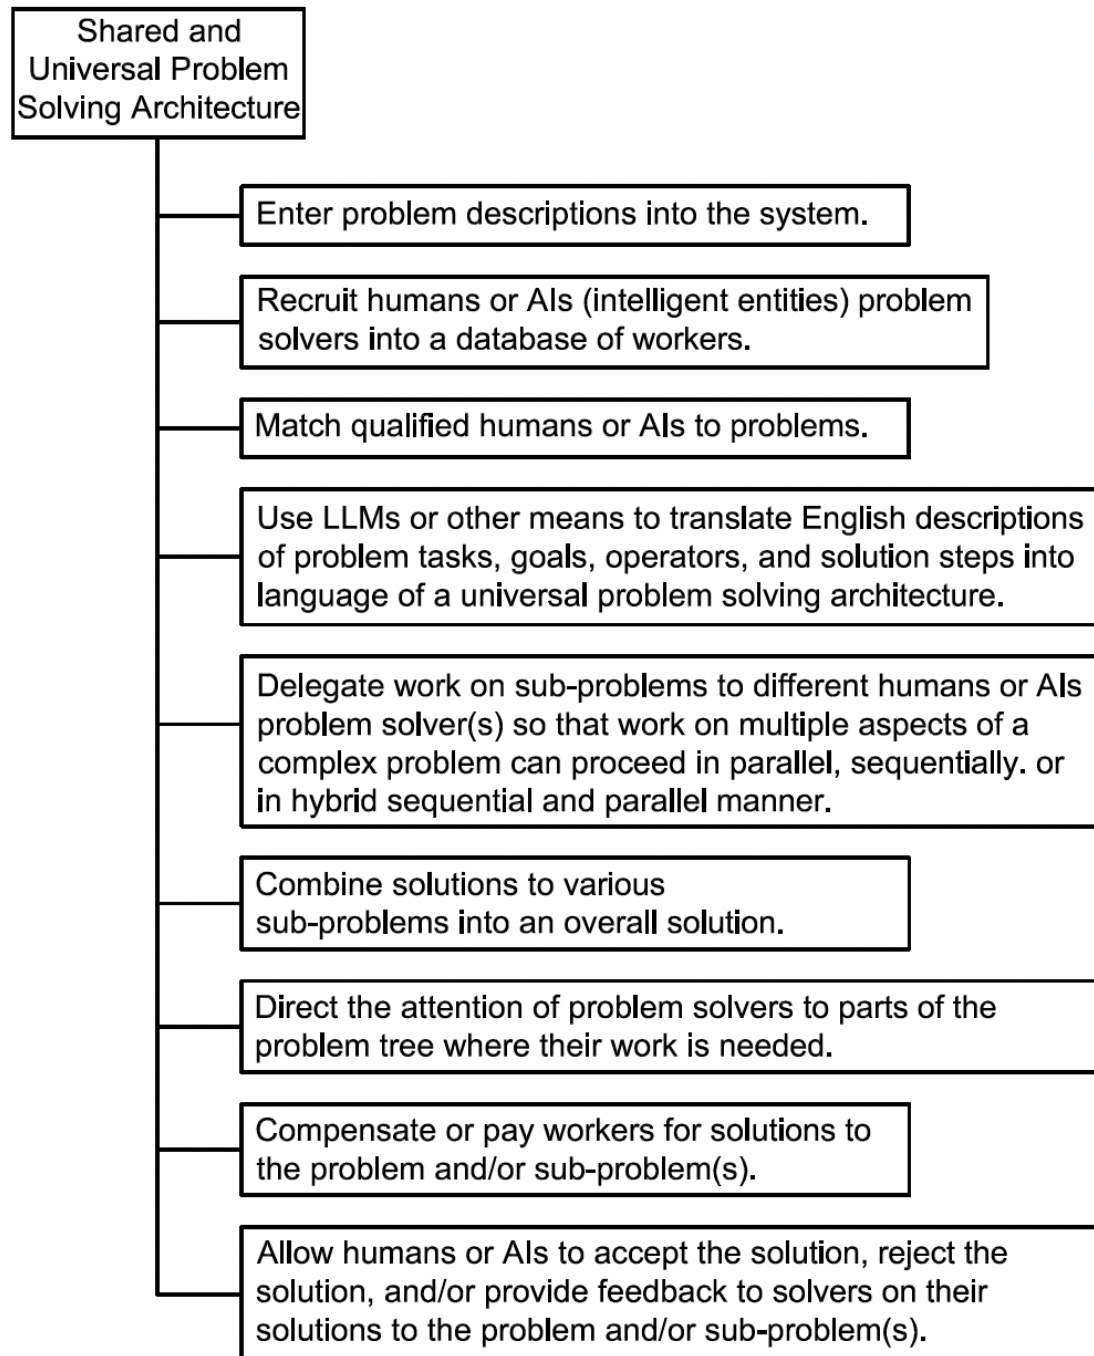 Shared and
Universal Problem
Solving Architecture
Enter problem descriptions into the system.
Recruit humans or AIs (intelligent entities) problem
solvers into a database of workers.
Match qualified humans or AIs to problems.
Use LLMs or other means to translate English descriptions
of problem tasks, goals, operators, and solution steps into
language of a universal problem solving architecture.
Delegate work on sub-problems to different humans or AIs
problem solver(s) so that work on multiple aspects of a
complex problem can proceed in parallel, sequentially. or
in hybrid sequential and parallel manner.
Combine solutions to various
sub-problems into an overall solution.
Direct the attention of problem solvers to parts of the
problem tree where their work is needed.
Compensate or pay workers for solutions to
the problem and/or sub-problem(s).
Allow humans or AIs to accept the solution, reject the
solution, and/or provide feedback to solvers on their
solutions to the problem and/or sub-problem(s).